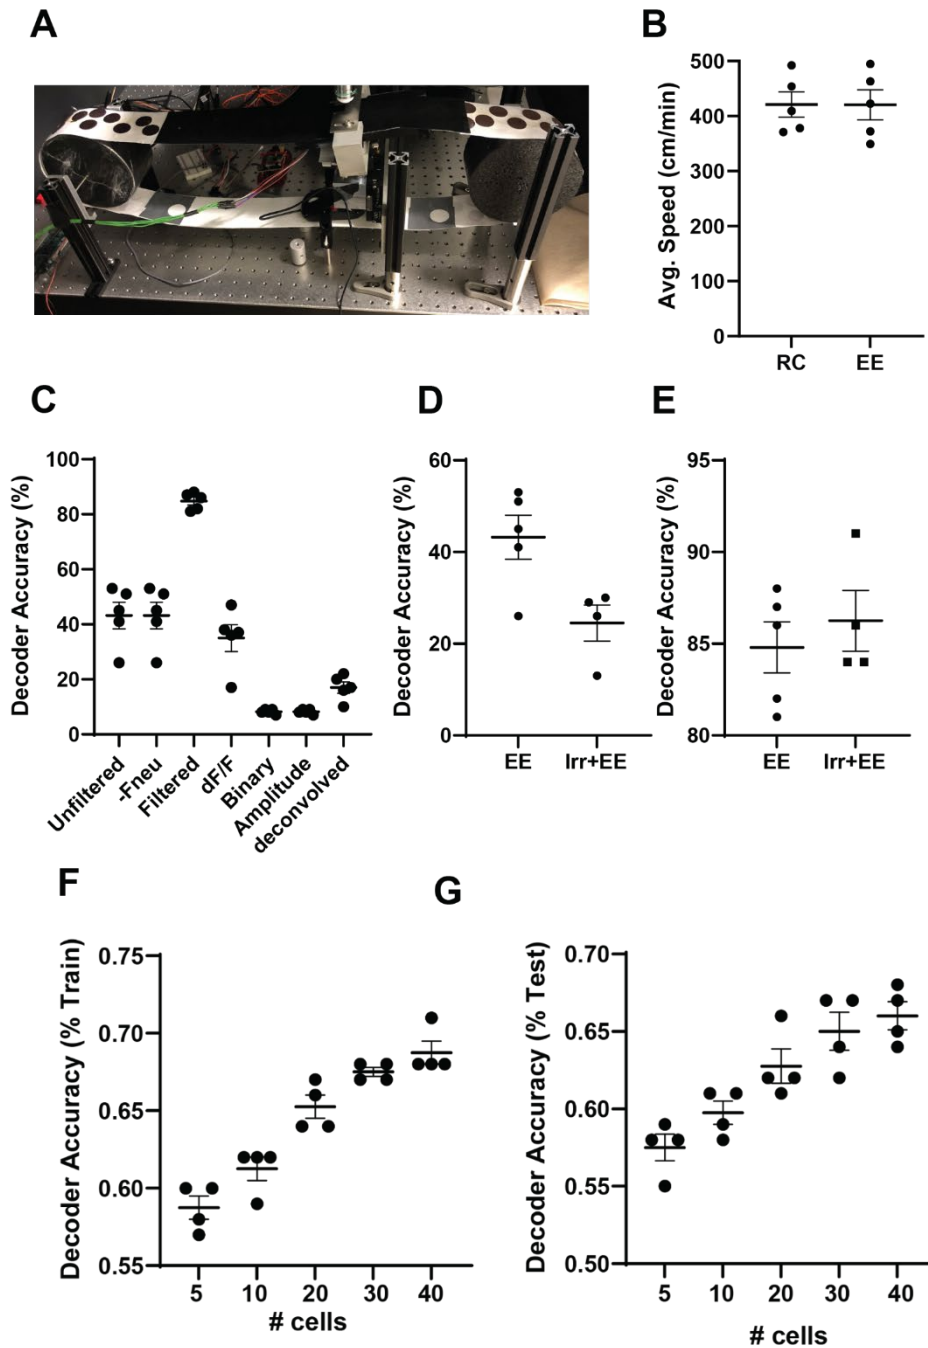 A
B
Avg. Speed (cm/min)
500
400
300
200
100
0
RC EE
C
Decoder Accuracy (%)
100
80
60
40
20
0
Unfiltered
-Fneu
Filtered
dF/F
Binary
Amplitude
deconvolved
D
Decoder Accuracy (%)
60
40
20
0
EE Irr+EE
E
Decoder Accuracy (%)
95
90
85
80
EE Irr+EE
F
Decoder Accuracy (% Train)
0.75
0.70
0.65
0.60
0.55
5 10 20 30 40
# cells
G
Decoder Accuracy (% Test)
0.70
0.65
0.60
0.55
0.50
5 10 20 30 40
# cells